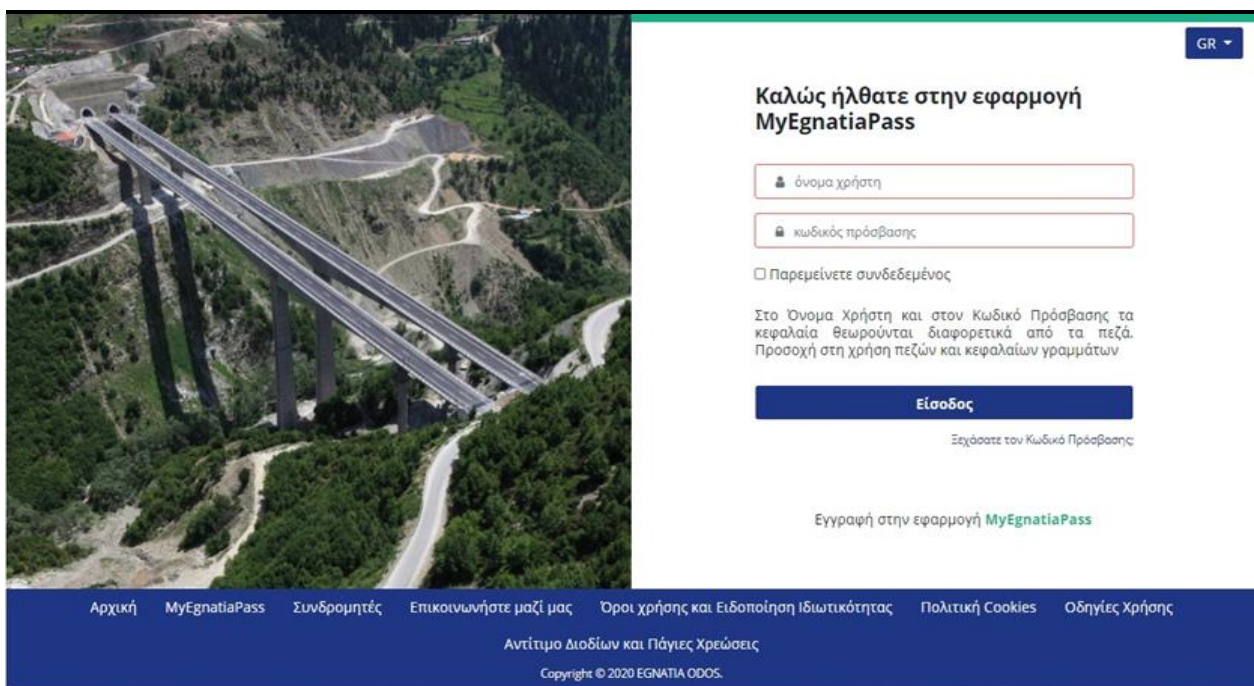 GR
Καλώς ήλθατε στην εφαρμογή
MyEgnatiaPass
όνομα χρήστη
κωδικός πρόσβασης
Παρεμείνετε συνδεδεμένος
Στο Όνομα Χρήστη και στον Κωδικό Πρόσβασης τα
κεφαλαία θεωρούνται διαφορετικά από τα πεζά.
Προσοχή στη χρήση πεζών και κεφαλαίων γραμμάτων
Είσοδος
Ξεχάσατε τον Κωδικό Πρόσβασης;
Εγγραφή στην εφαρμογή MyEgnatiaPass
Αρχική MyEgnatiaPass Συνδρομητές Επικοινωνήστε μαζί μας Όροι χρήσης και Ειδοποίηση Ιδιωτικότητας Πολιτική Cookies Οδηγίες Χρήσης
Αντίτιμο Διοδίων και Πάγιες Χρεώσεις
Copyright © 2020 EGNATIA ODOS.